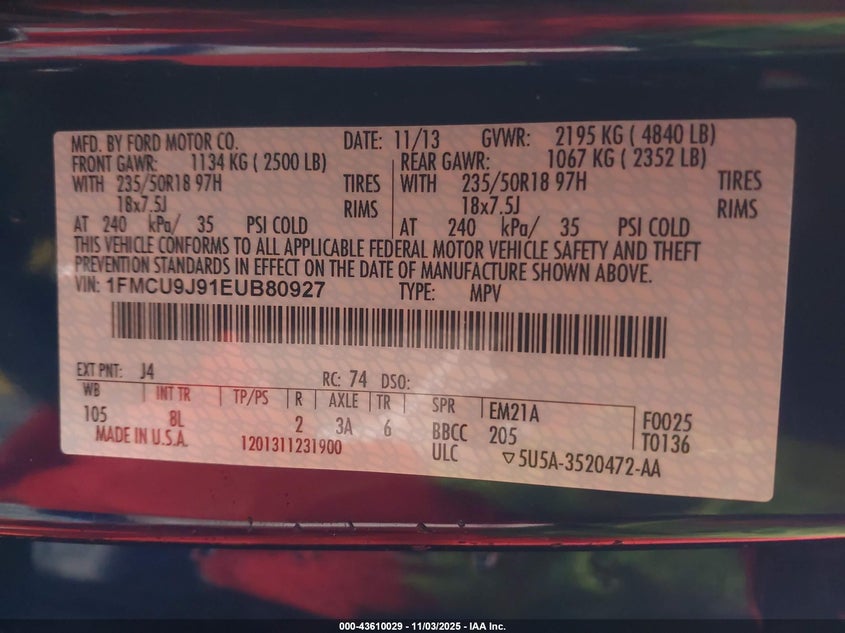 MFD. BY FORD MOTOR CO. DATE: 11/13 GVWR: 2195 KG ( 4840 LB)
FRONT GAWR: 1134 KG ( 2500 LB) REAR GAWR: 1067 KG ( 2352 LB)
WITH 235/50R18 97H TIRES WITH 235/50R18 97H TIRES
18x7.5J RIMS 18x7.5J RIMS
AT 240 kPa/ 35 PSI COLD AT 240 kPa/ 35 PSI COLD
THIS VEHICLE CONFORMS TO ALL APPLICABLE FEDERAL MOTOR VEHICLE SAFETY AND THEFT
PREVENTION STANDARDS IN EFFECT ON THE DATE OF MANUFACTURE SHOWN ABOVE.
VIN: 1FMCU9J91EUB80927 TYPE: MPV
EXT PNT: J4 RC: 74 DSO:
WB INT TR TP/PS R AXLE TR SPR EM21A F0025
105 8L 2 3A 6 BBCC 205 T0136
MADE IN U.S.A. 1201311231900 ULC ▽5U5A-3520472-AA
000-43610029 - 11/03/2025 - IAA Inc.